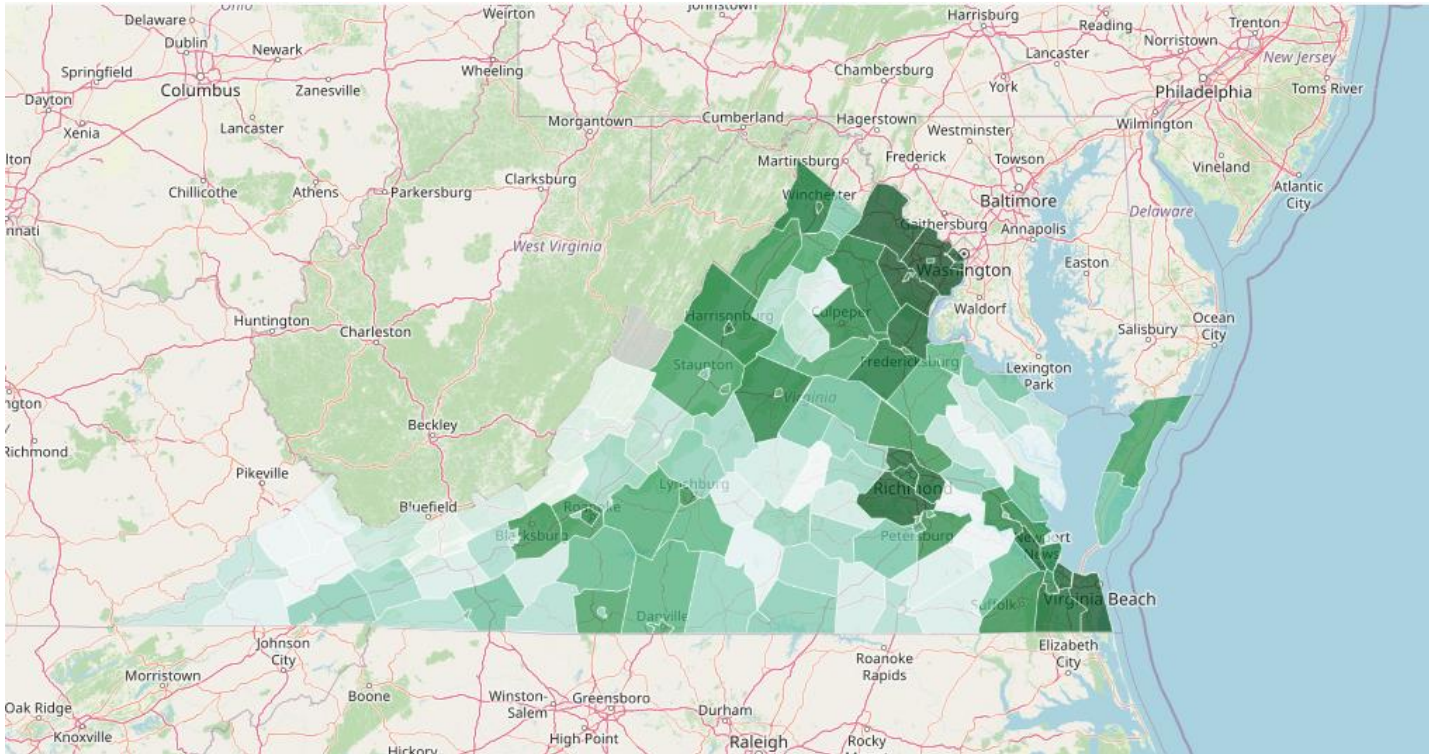 Ohio
Johnstown
Delaware
Weirton
Harrisburg
Reading
Trenton
Dublin
Newark
Norristown
New Jersey
Lancaster
Springfield
Wheeling
Chambersburg
York
Columbus
Zanesville
Philadelphia
Toms River
Dayton
Xenia
Lancaster
Morgantown
Cumberland
Hagerstown
Westminster
Wilmington
lton
Martinsburg
Frederick
Towson
Vineland
Chillicothe
Athens
Parkersburg
Clarksburg
Winchester
Baltimore
Atlantic
City
nnati
Gaithersburg
Annapolis
Delaware
West Virginia
Washington
Easton
Waldorf
Huntington
Charleston
Harrisonburg
Culpeper
Salisbury
Ocean
City
Staunton
Fredericksburg
Lexington
Park
ngton
Virginia
Beckley
Richmond
Pikeville
Lynchburg
Richmond
Bluefield
Roanoke
Blacksburg
Petersburg
Newport
News
Suffolk
Virginia Beach
Danville
Johnson
City
Elizabeth
City
Roanoke
Rapids
Morristown
Boone
Winston-
Salem
Greensboro
Oak Ridge
Durham
Rocky
Knoxville
Hickory
High Point
Raleigh